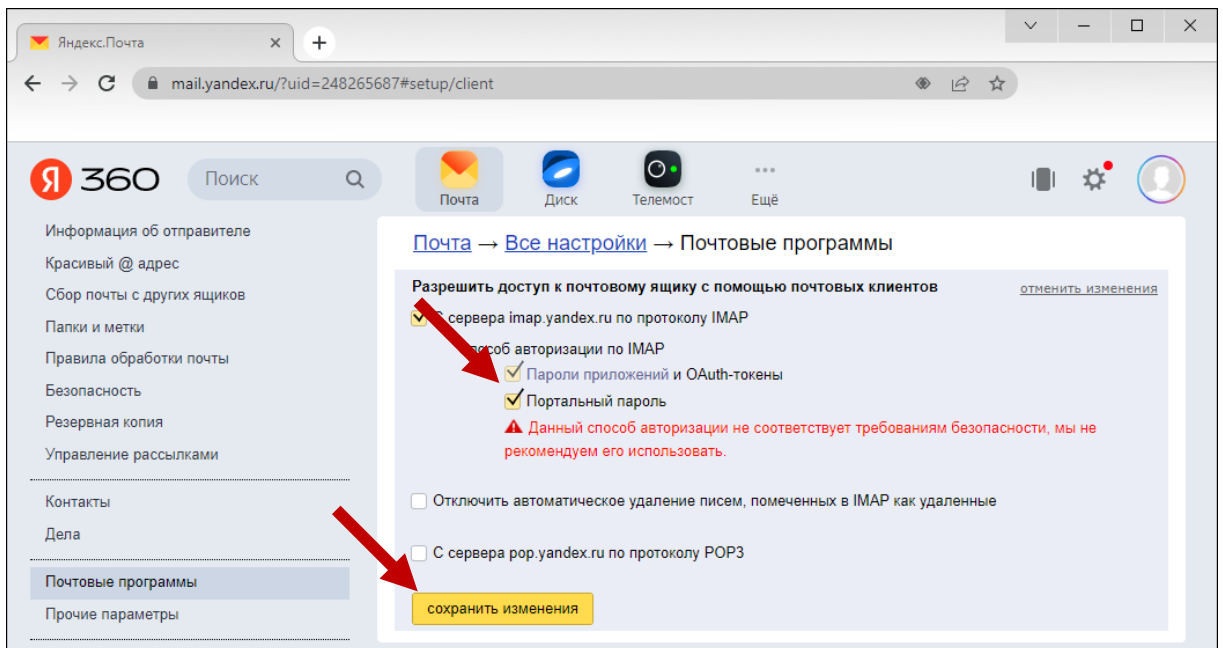 Яндекс.Почта
mail.yandex.ru/?uid=248265687#setup/client
Я 360
Поиск
Почта
Диск
Телемост
Ещё
Информация об отправителе
Красивый @ адрес
Сбор почты с других ящиков
Папки и метки
Правила обработки почты
Безопасность
Резервная копия
Управление рассылками
Контакты
Дела
Почтовые программы
Прочие параметры
Почта → Все настройки → Почтовые программы
Разрешить доступ к почтовому ящику с помощью почтовых клиентов
отменить изменения
С сервера imap.yandex.ru по протоколу IMAP
авторизации по IMAP
Пароли приложений и OAuth-токены
Портальный пароль
Данный способ авторизации не соответствует требованиям безопасности, мы не
рекомендуем его использовать.
Отключить автоматическое удаление писем, помеченных в IMAP как удаленные
С сервера pop.yandex.ru по протоколу POP3
сохранить изменения